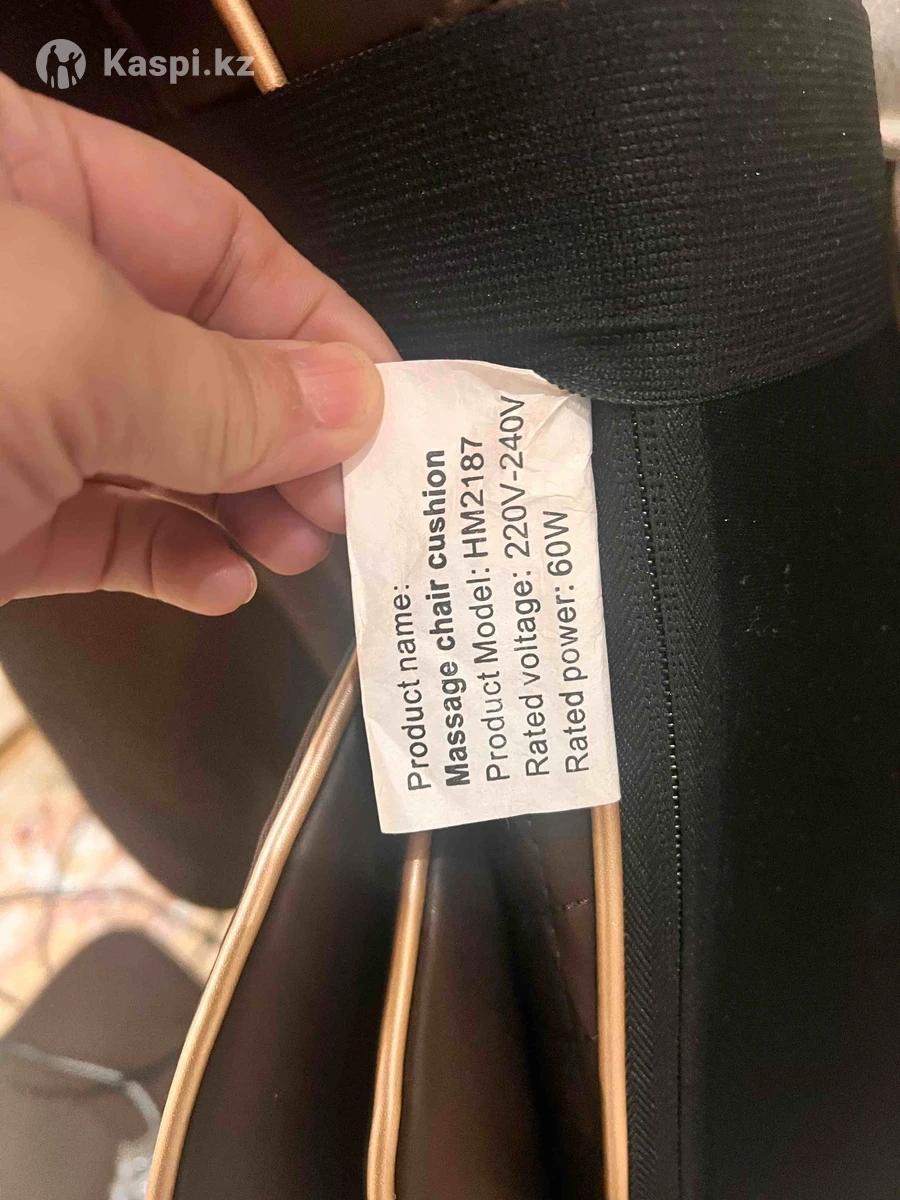 Kaspi.kz
Product name:
Massage chair cushion
Product Model: HM2187
Rated voltage: 220V-240V
Rated power: 60W